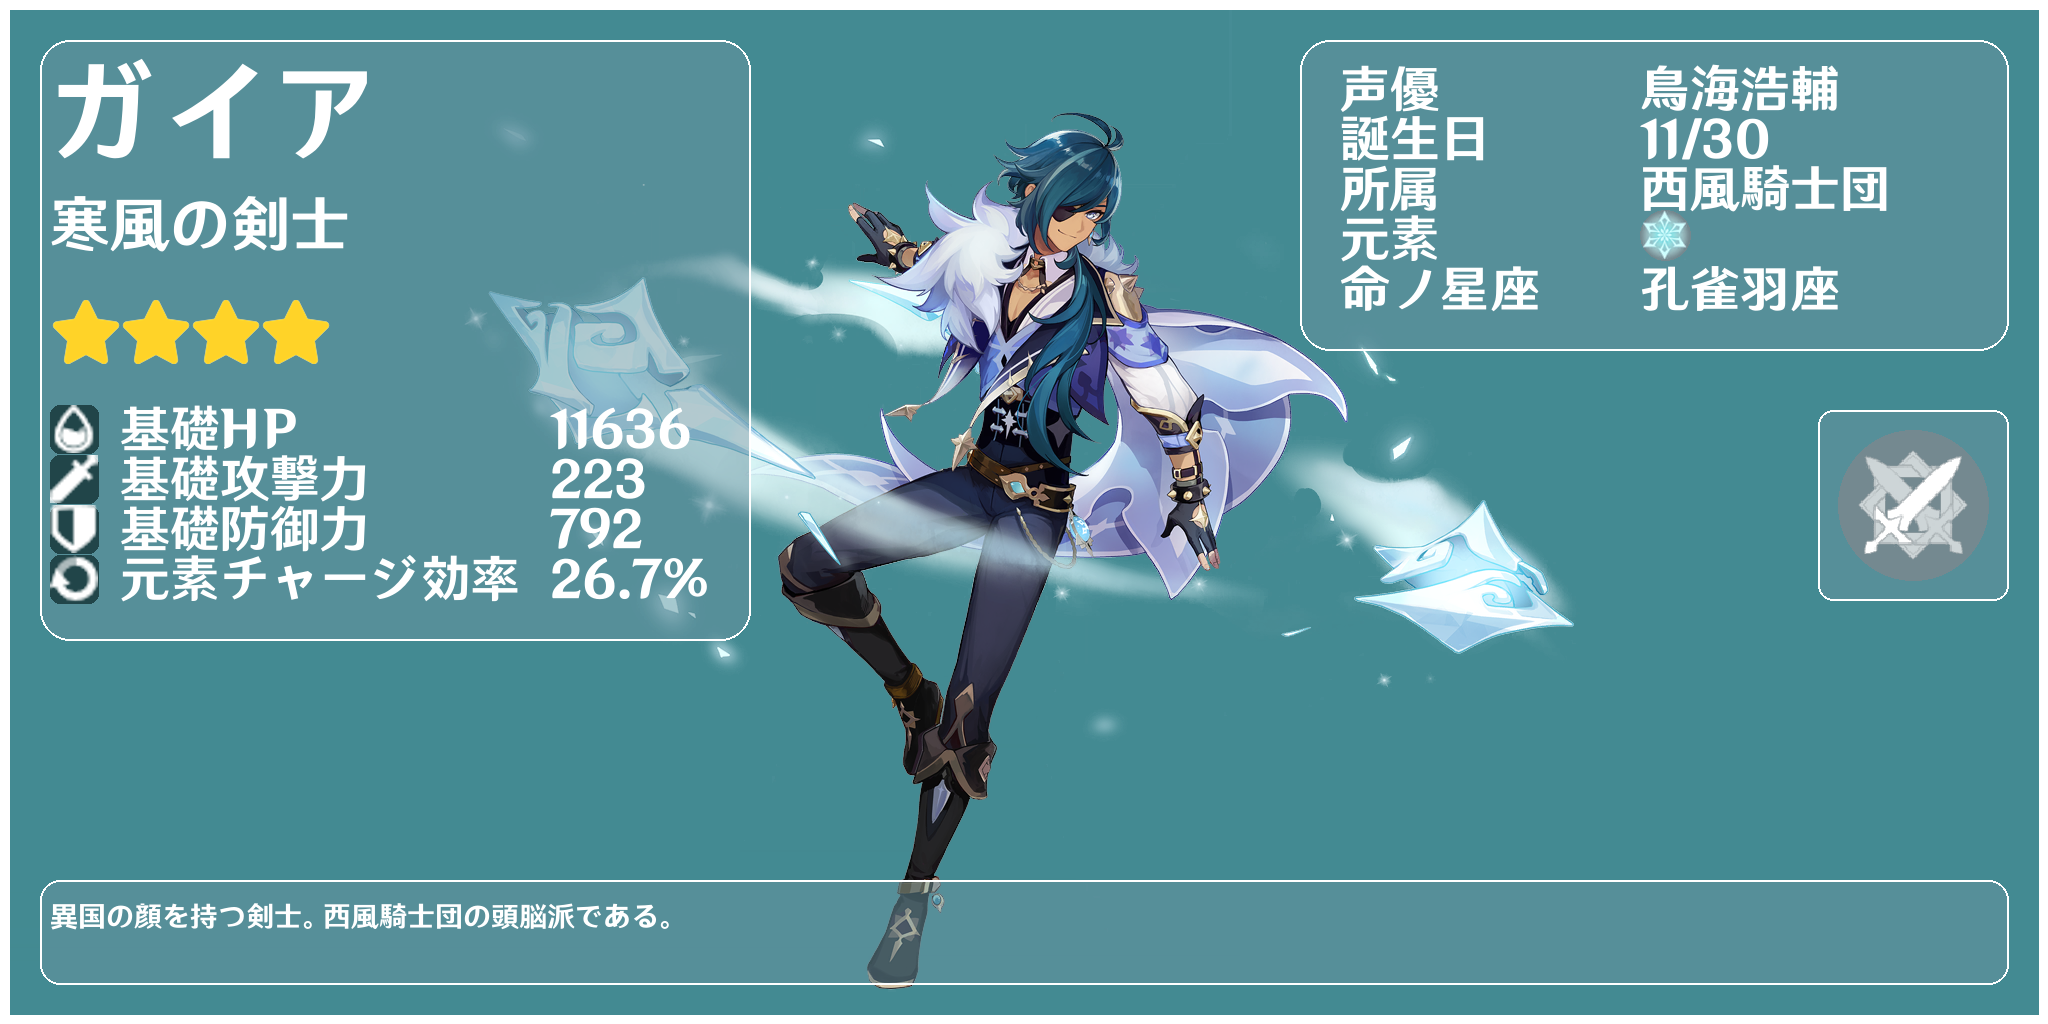 ガイア
寒風の剣士
基礎HP 11636
基礎攻撃力 223
基礎防御力 792
元素チャージ効率 26.7%
声優 鳥海浩輔
誕生日 11/30
所属 西風騎士団
元素
命ノ星座 孔雀羽座
異国の顔を持つ剣士。西風騎士団の頭脳派である。